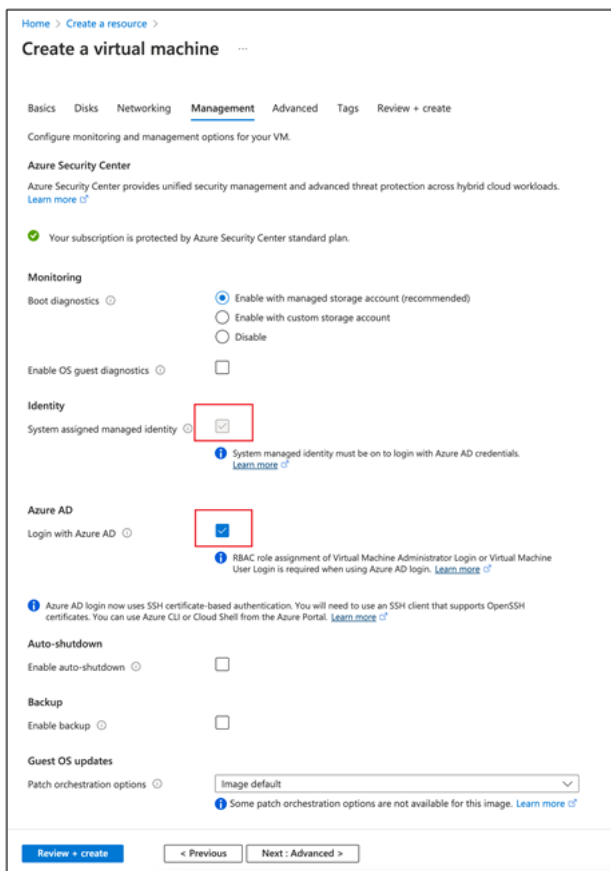 Home > Create a resource >
Create a virtual machine ...
Basics Disks Networking Management Advanced Tags Review + create
Configure monitoring and management options for your VM.
Azure Security Center
Azure Security Center provides unified security management and advanced threat protection across hybrid cloud workloads.
Learn more
Your subscription is protected by Azure Security Center standard plan.
Monitoring
Boot diagnostics
Enable with managed storage account (recommended)
Enable with custom storage account
Disable
Enable OS guest diagnostics
Identity
System assigned managed identity
System managed identity must be on to login with Azure AD credentials.
Learn more
Azure AD
Login with Azure AD
RBAC role assignment of Virtual Machine Administrator Login or Virtual Machine
User Login is required when using Azure AD login. Learn more
Azure AD login now uses SSH certificate-based authentication. You will need to use an SSH client that supports OpenSSH
certificates. You can use Azure CLI or Cloud Shell from the Azure Portal. Learn more
Auto-shutdown
Enable auto-shutdown
Backup
Enable backup
Guest OS updates
Patch orchestration options
Image default
Some patch orchestration options are not available for this image. Learn more
Review + create < Previous Next : Advanced >